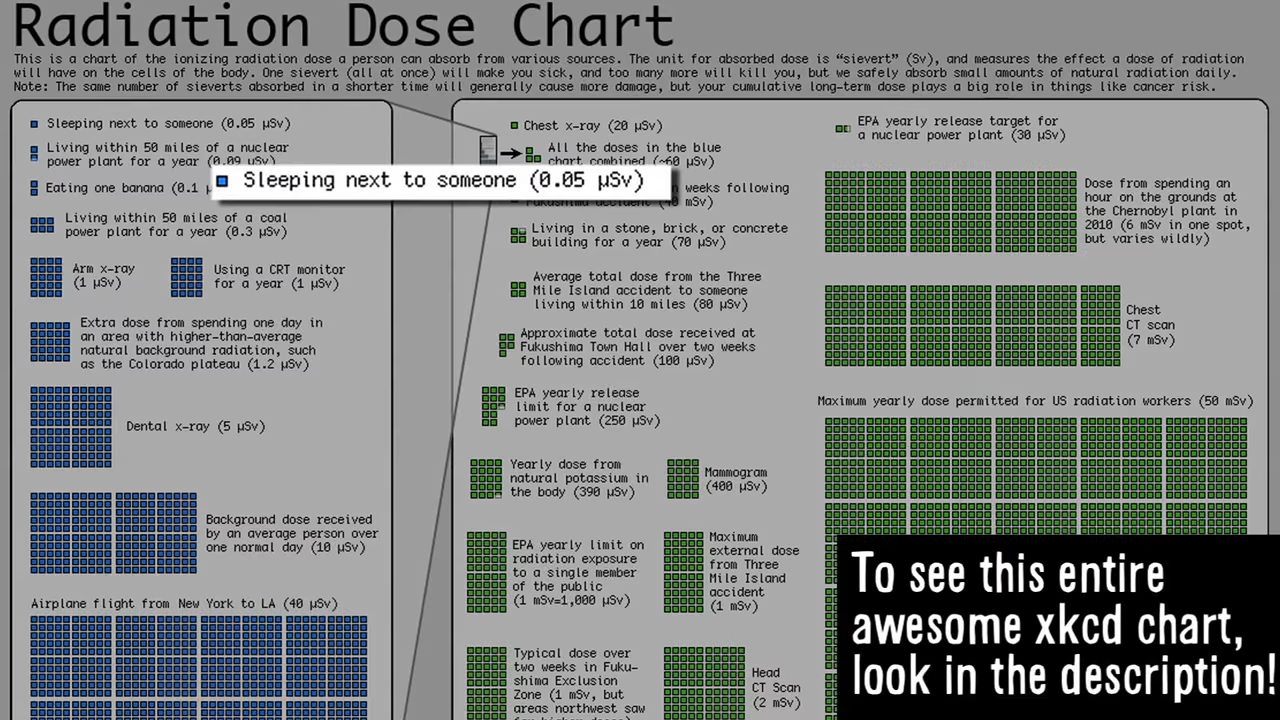 Radiation Dose Chart
This is a chart of the ionizing radiation dose a person can absorb from various sources. The unit for absorbed dose is “sievert” (Sv), and measures the effect a dose of radiation
will have on the cells of the body. One sievert (all at once) will make you sick, and too many more will kill you, but we safely absorb small amounts of natural radiation daily.
Note: The same number of sieverts absorbed in a shorter time will generally cause more damage, but your cumulative long-term dose plays a big role in things like cancer risk.
Sleeping next to someone (0.05 µSv)
Living within 50 miles of a nuclear
power plant for a year (0.09 µSv)
Eating one banana (0.1 µ
Sleeping next to someone (0.05 µSv)
Living within 50 miles of a coal
power plant for a year (0.3 µSv)
Arm x-ray
(1 µSv)
Using a CRT monitor
for a year (1 µSv)
Extra dose from spending one day in
an area with higher-than-average
natural background radiation, such
as the Colorado plateau (1.2 µSv)
Dental x-ray (5 µSv)
Background dose received
by an average person over
one normal day (10 µSv)
Airplane flight from New York to LA (40 µSv)
Chest x-ray (20 µSv)
All the doses in the blue
chart combined (~60 µSv)
weeks following
Fukushima accident (40 mSv)
Living in a stone, brick, or concrete
building for a year (70 µSv)
Average total dose from the Three
Mile Island accident to someone
living within 10 miles (80 µSv)
Approximate total dose received at
Fukushima Town Hall over two weeks
following accident (100 µSv)
EPA yearly release
limit for a nuclear
power plant (250 µSv)
Yearly dose from
natural potassium in
the body (390 µSv)
Mammogram
(400 µSv)
EPA yearly limit on
radiation exposure
to a single member
of the public
(1 mSv=1,000 µSv)
Maximum
external dose
from Three
Mile Island
accident
(1 mSv)
Typical dose over
two weeks in Fuku-
shima Exclusion
Zone (1 mSv, but
areas northwest saw
Head
CT Scan
(2 mSv)
EPA yearly release target for
a nuclear power plant (30 µSv)
Dose from spending an
hour on the grounds at
the Chernobyl plant in
2010 (6 mSv in one spot,
but varies wildly)
Chest
CT scan
(7 mSv)
Maximum yearly dose permitted for US radiation workers (50 mSv)
To see this entire
awesome xkcd chart,
look in the description!